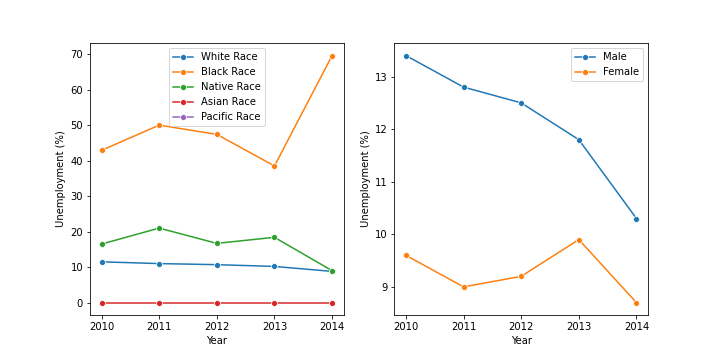 70
60
50
40
30
20
10
0
Unemployment (%)
White Race
Black Race
Native Race
Asian Race
Pacific Race
2010 2011 2012 2013 2014
Year
13
12
11
10
9
Unemployment (%)
Male
Female
2010 2011 2012 2013 2014
Year